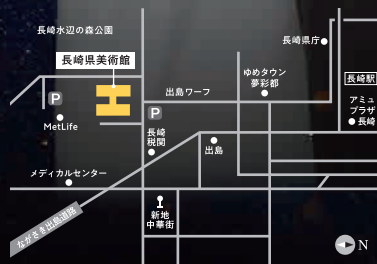 長崎水辺の森公園
長崎県美術館
長崎県庁
ゆめタウン
夢彩都
長崎駅
アミュ
プラザ
長崎
出島ワーフ
P
P
MetLife
長崎
税関
出島
メディカルセンター
新地
中華街
ながさき出島道路
N